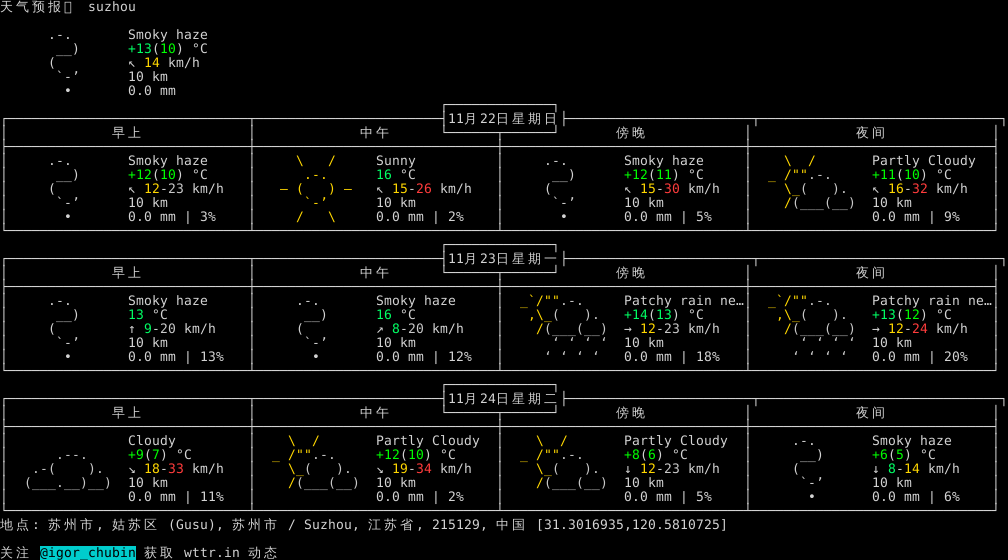 天气预报： suzhou
Smoky haze
+13(10) °C
↖ 14 km/h
10 km
0.0 mm
11月22日星期日
早上 中午 傍晚 夜间
Smoky haze Sunny Smoky haze Partly Cloudy
+12(10) °C 16 °C +12(11) °C +11(10) °C
↖ 12-23 km/h ↖ 15-26 km/h ↖ 15-30 km/h ↖ 16-32 km/h
10 km 10 km 10 km 10 km
0.0 mm | 3% 0.0 mm | 2% 0.0 mm | 5% 0.0 mm | 9%
11月23日星期一
早上 中午 傍晚 夜间
Smoky haze Smoky haze Patchy rain ne… Patchy rain ne…
13 °C 16 °C +14(13) °C +13(12) °C
↑ 9-20 km/h ↗ 8-20 km/h → 12-23 km/h → 12-24 km/h
10 km 10 km 10 km 10 km
0.0 mm | 13% 0.0 mm | 12% 0.0 mm | 18% 0.0 mm | 20%
11月24日星期二
早上 中午 傍晚 夜间
Cloudy Partly Cloudy Partly Cloudy Smoky haze
+9(7) °C +12(10) °C +8(6) °C +6(5) °C
↘ 18-33 km/h ↘ 19-34 km/h ↓ 12-23 km/h ↓ 8-14 km/h
10 km 10 km 10 km 10 km
0.0 mm | 11% 0.0 mm | 2% 0.0 mm | 5% 0.0 mm | 6%
地点: 苏州市, 姑苏区 (Gusu), 苏州市 / Suzhou, 江苏省, 215129, 中国 [31.3016935,120.5810725]
关注 @igor_chubin 获取 wttr.in 动态